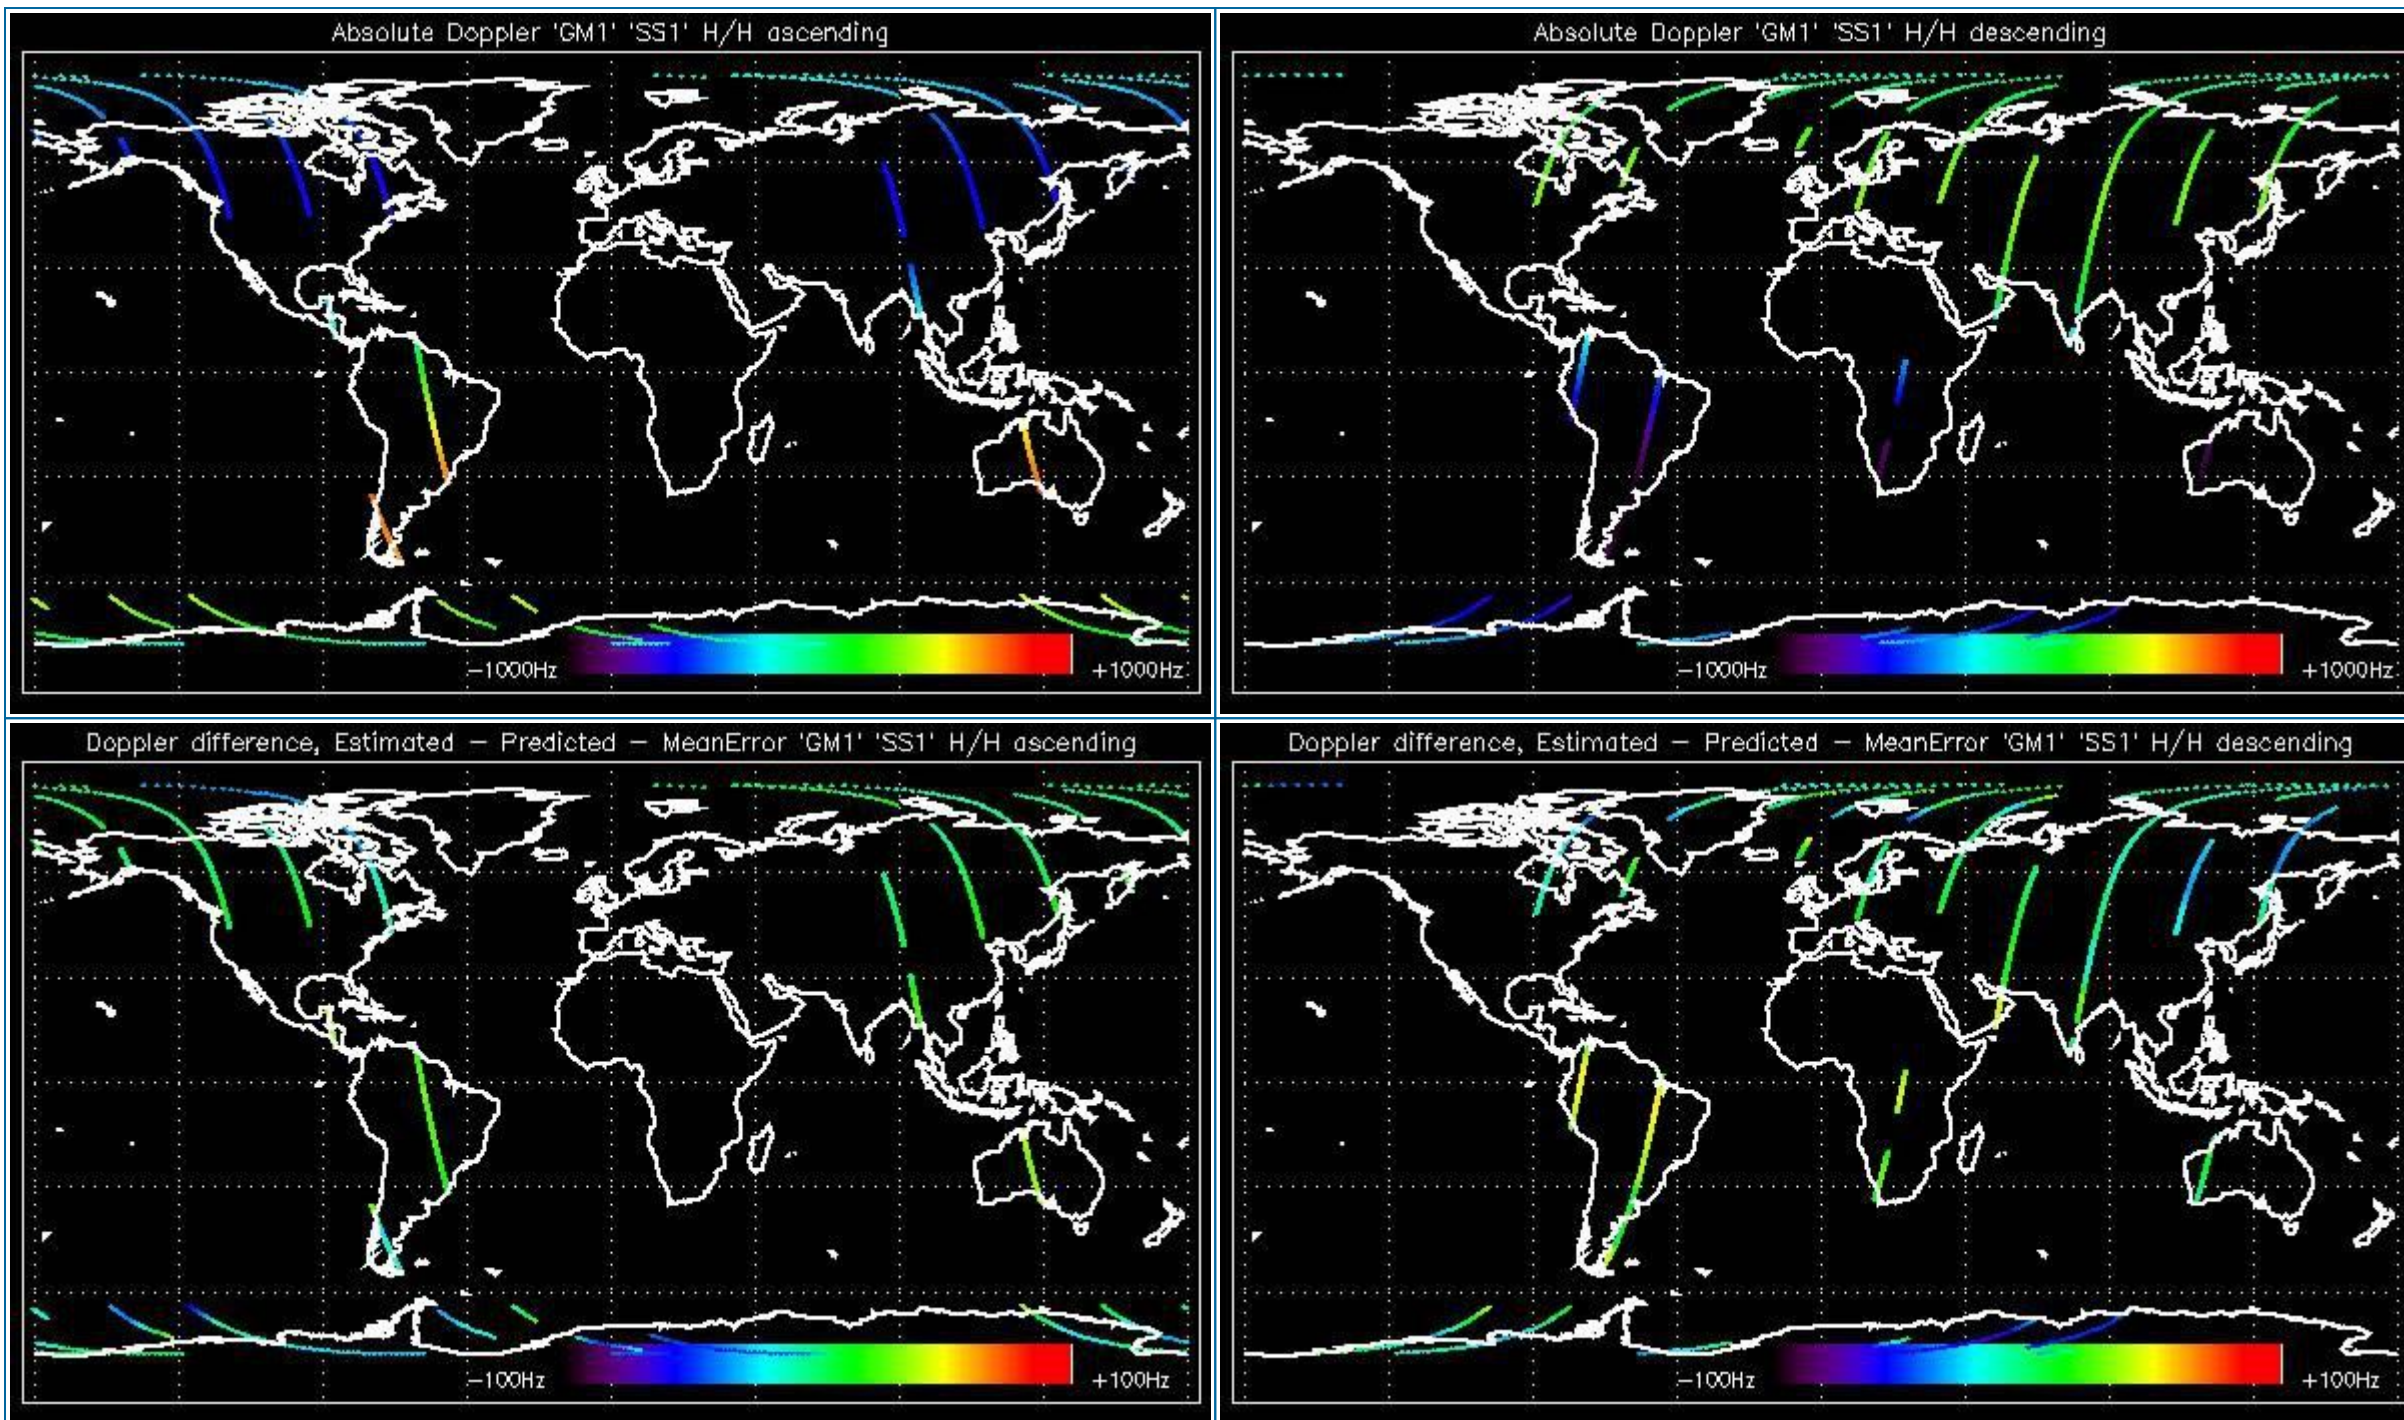 Absolute Doppler 'GM1' 'SS1' H/H ascending
-1000Hz
+1000Hz
Absolute Doppler 'GM1' 'SS1' H/H descending
-1000Hz
+1000Hz
Doppler difference, Estimated - Predicted - MeanError 'GM1' 'SS1' H/H ascending
-100Hz
+100Hz
Doppler difference, Estimated - Predicted - MeanError 'GM1' 'SS1' H/H descending
-100Hz
+100Hz